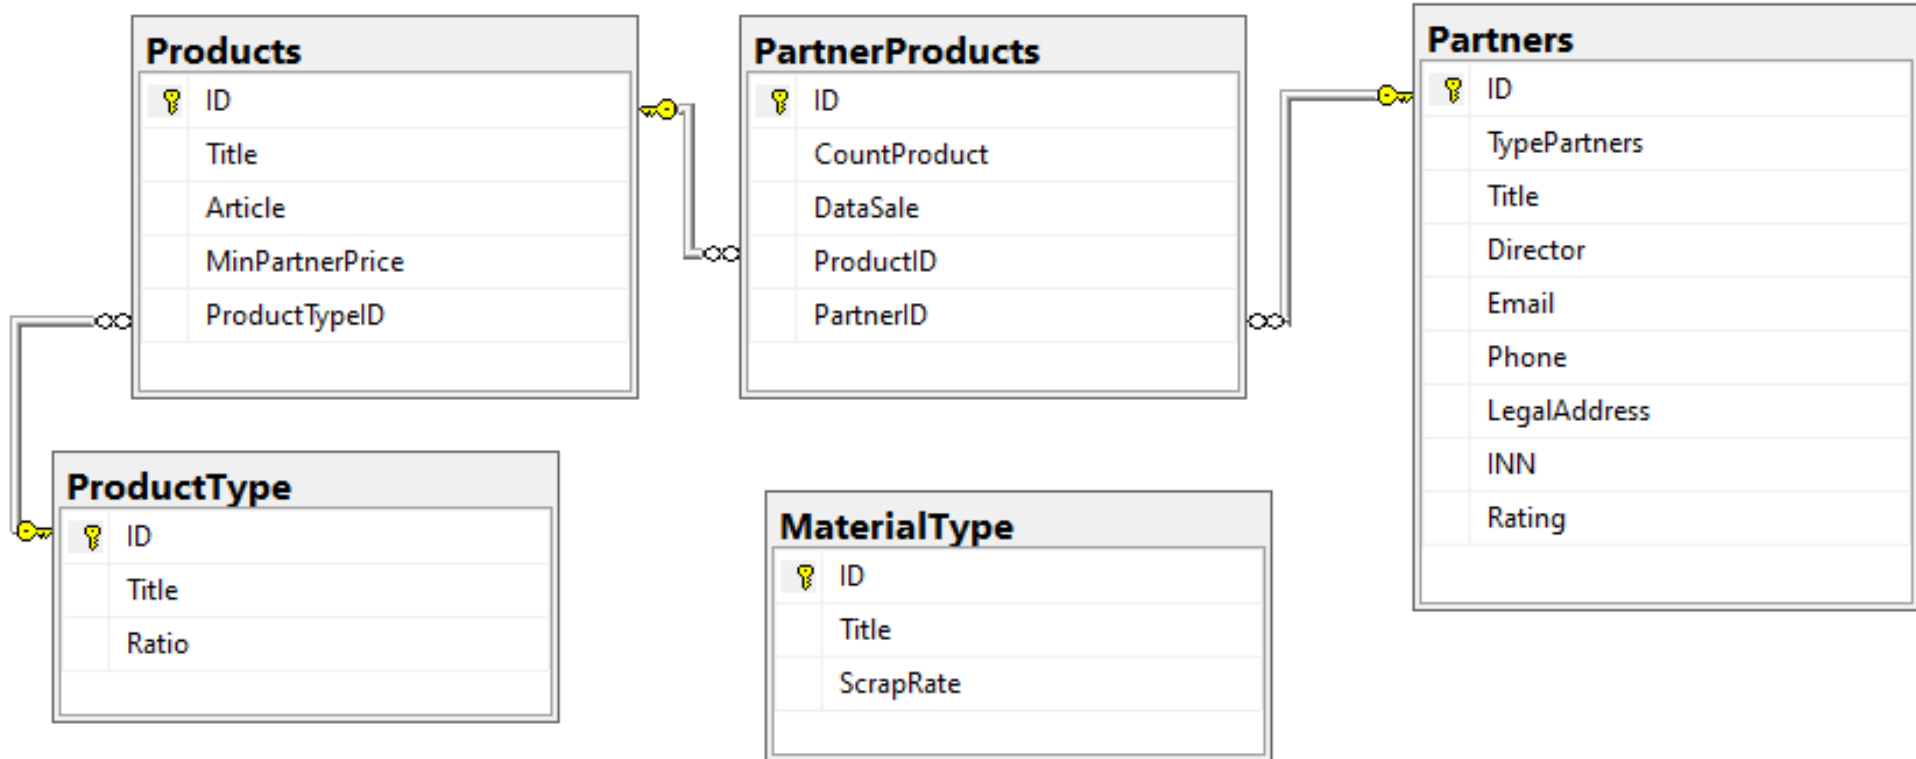 Products
ID
Title
Article
MinPartnerPrice
ProductTypeID
PartnerProducts
ID
CountProduct
DataSale
ProductID
PartnerID
Partners
ID
TypePartners
Title
Director
Email
Phone
LegalAddress
INN
Rating
ProductType
ID
Title
Ratio
MaterialType
ID
Title
ScrapRate